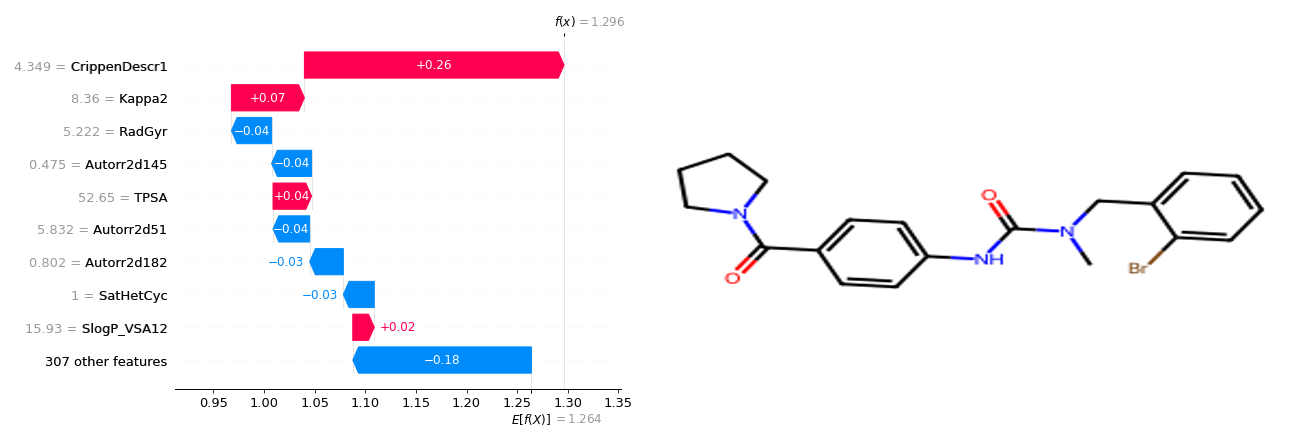 f(x) = 1.296
4.349 = CrippenDescr1
+0.26
8.36 = Kappa2
+0.07
5.222 = RadGyr
−0.04
0.475 = Autorr2d145
−0.04
52.65 = TPSA
+0.04
5.832 = Autorr2d51
−0.04
0.802 = Autorr2d182
−0.03
1 = SatHetCyc
−0.03
15.93 = SlogP_VSA12
+0.02
307 other features
−0.18
0.95 1.00 1.05 1.10 1.15 1.20 1.25 1.30 1.35
E[f(X)] = 1.264
N
O
O
NH
N
Br